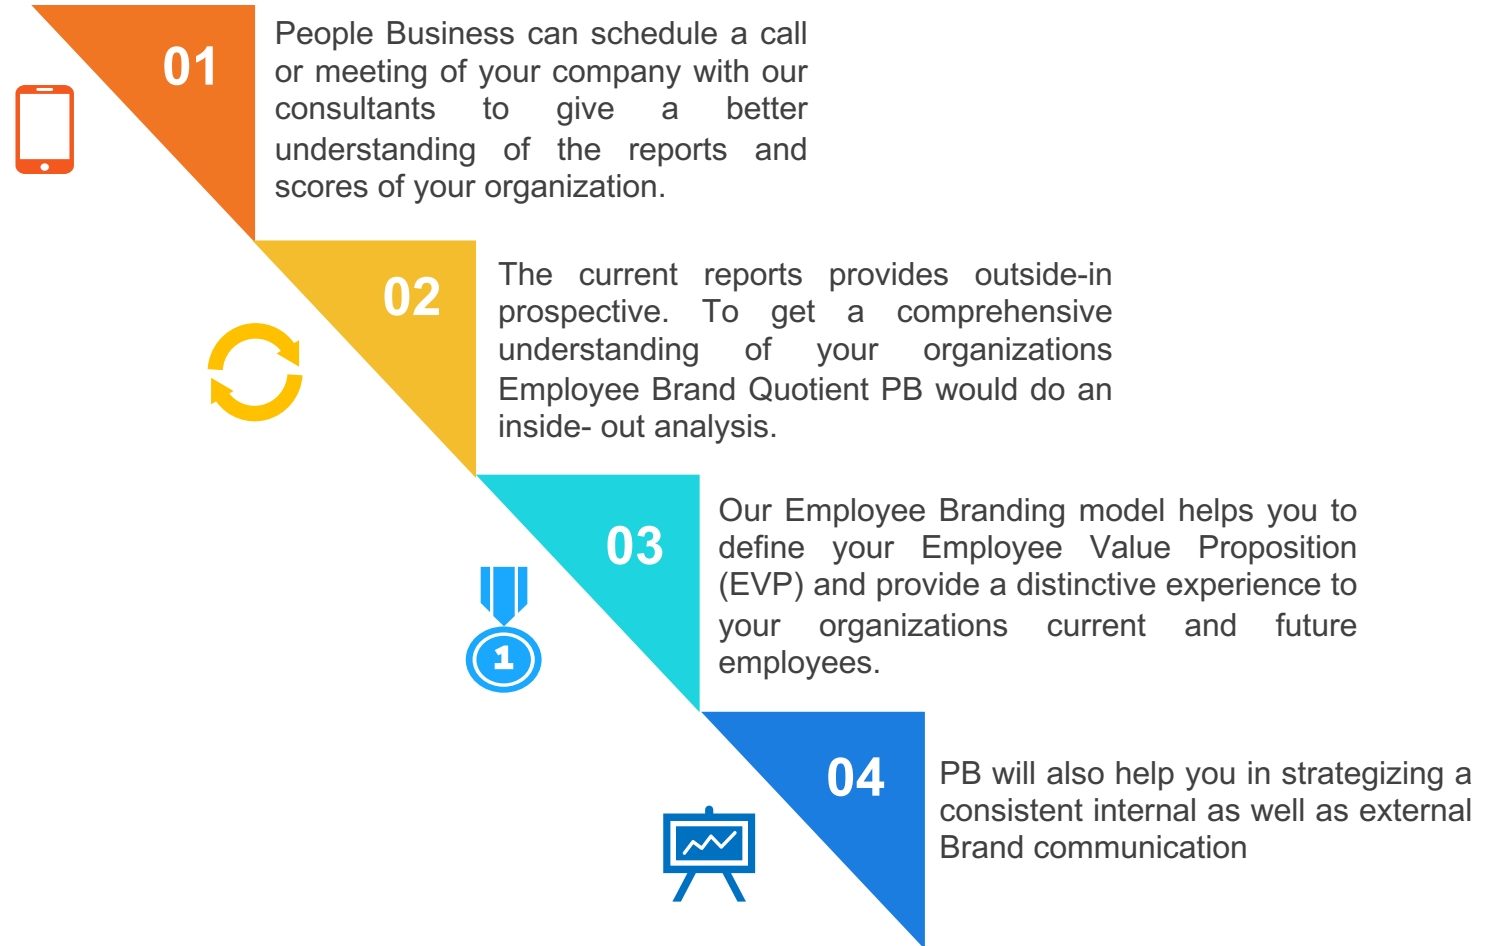 01
People Business can schedule a call
or meeting of your company with our
consultants to give a better
understanding of the reports and
scores of your organization.
02
The current reports provides outside-in
prospective. To get a comprehensive
understanding of your organizations
Employee Brand Quotient PB would do an
inside- out analysis.
03
Our Employee Branding model helps you to
define your Employee Value Proposition
(EVP) and provide a distinctive experience to
your organizations current and future
employees.
1
04
PB will also help you in strategizing a
consistent internal as well as external
Brand communication